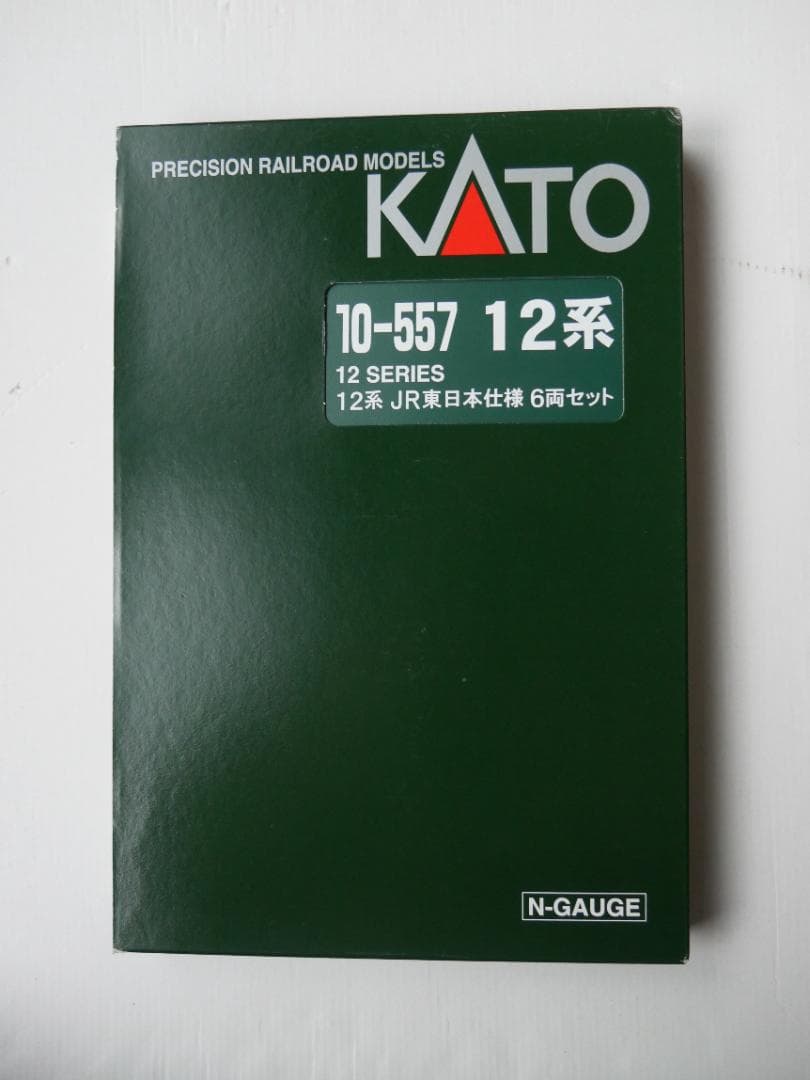 PRECISION RAILROAD MODELS
KATO
10-557 12系
12 SERIES
12系 JR東日本仕様 6両セット
N-GAUGE